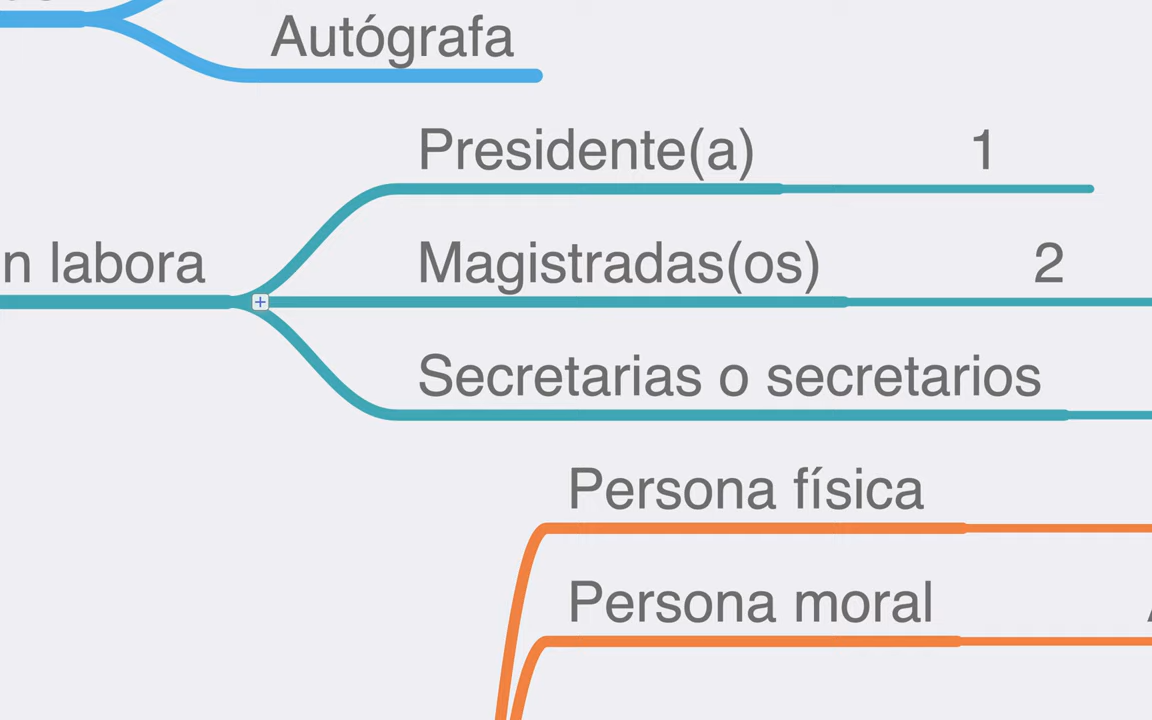 Autógrafa
Presidente(a) 1
n labora
Magistradas(os) 2
Secretarias o secretarios
Persona física
Persona moral